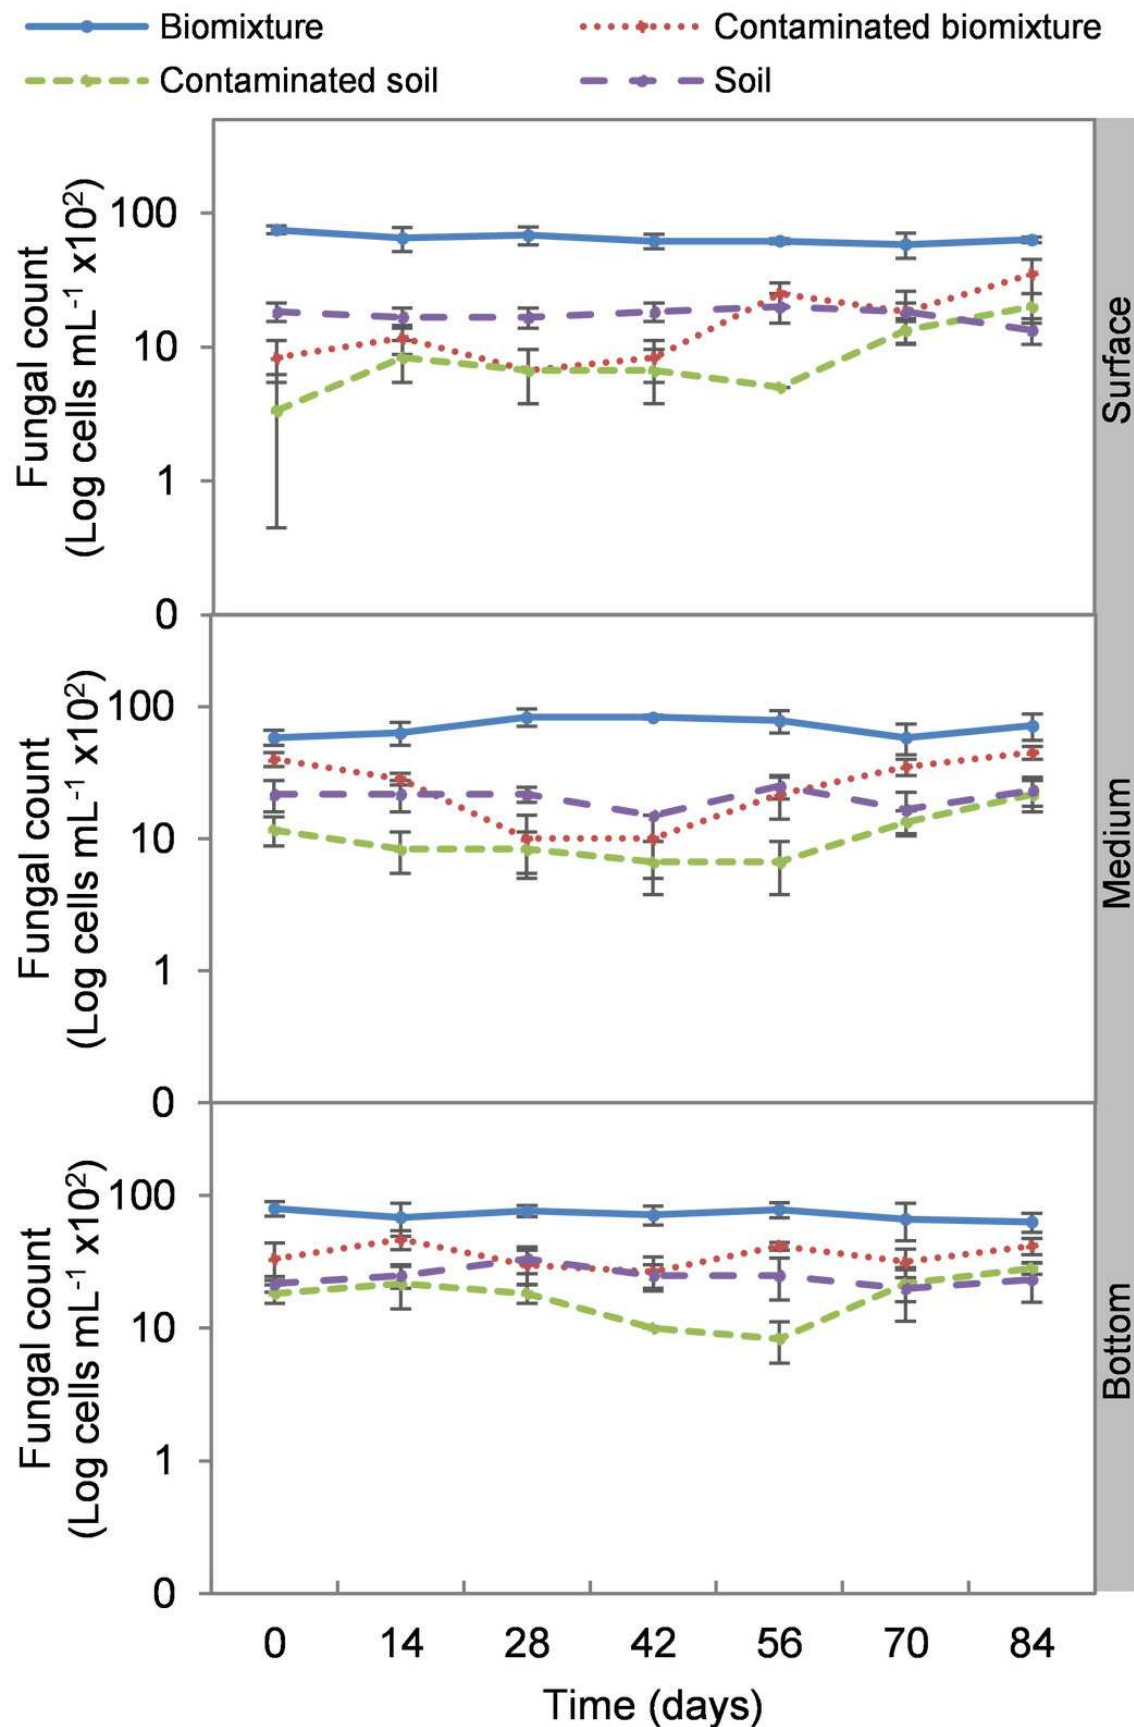 Biomixture
Contaminated biomixture
Contaminated soil
Soil
Fungal count
(Log cells mL⁻¹ x10²)
100
10
1
0
Surface
Fungal count
(Log cells mL⁻¹ x10²)
100
10
1
0
Medium
Fungal count
(Log cells mL⁻¹ x10²)
100
10
1
0
Bottom
0 14 28 42 56 70 84
Time (days)